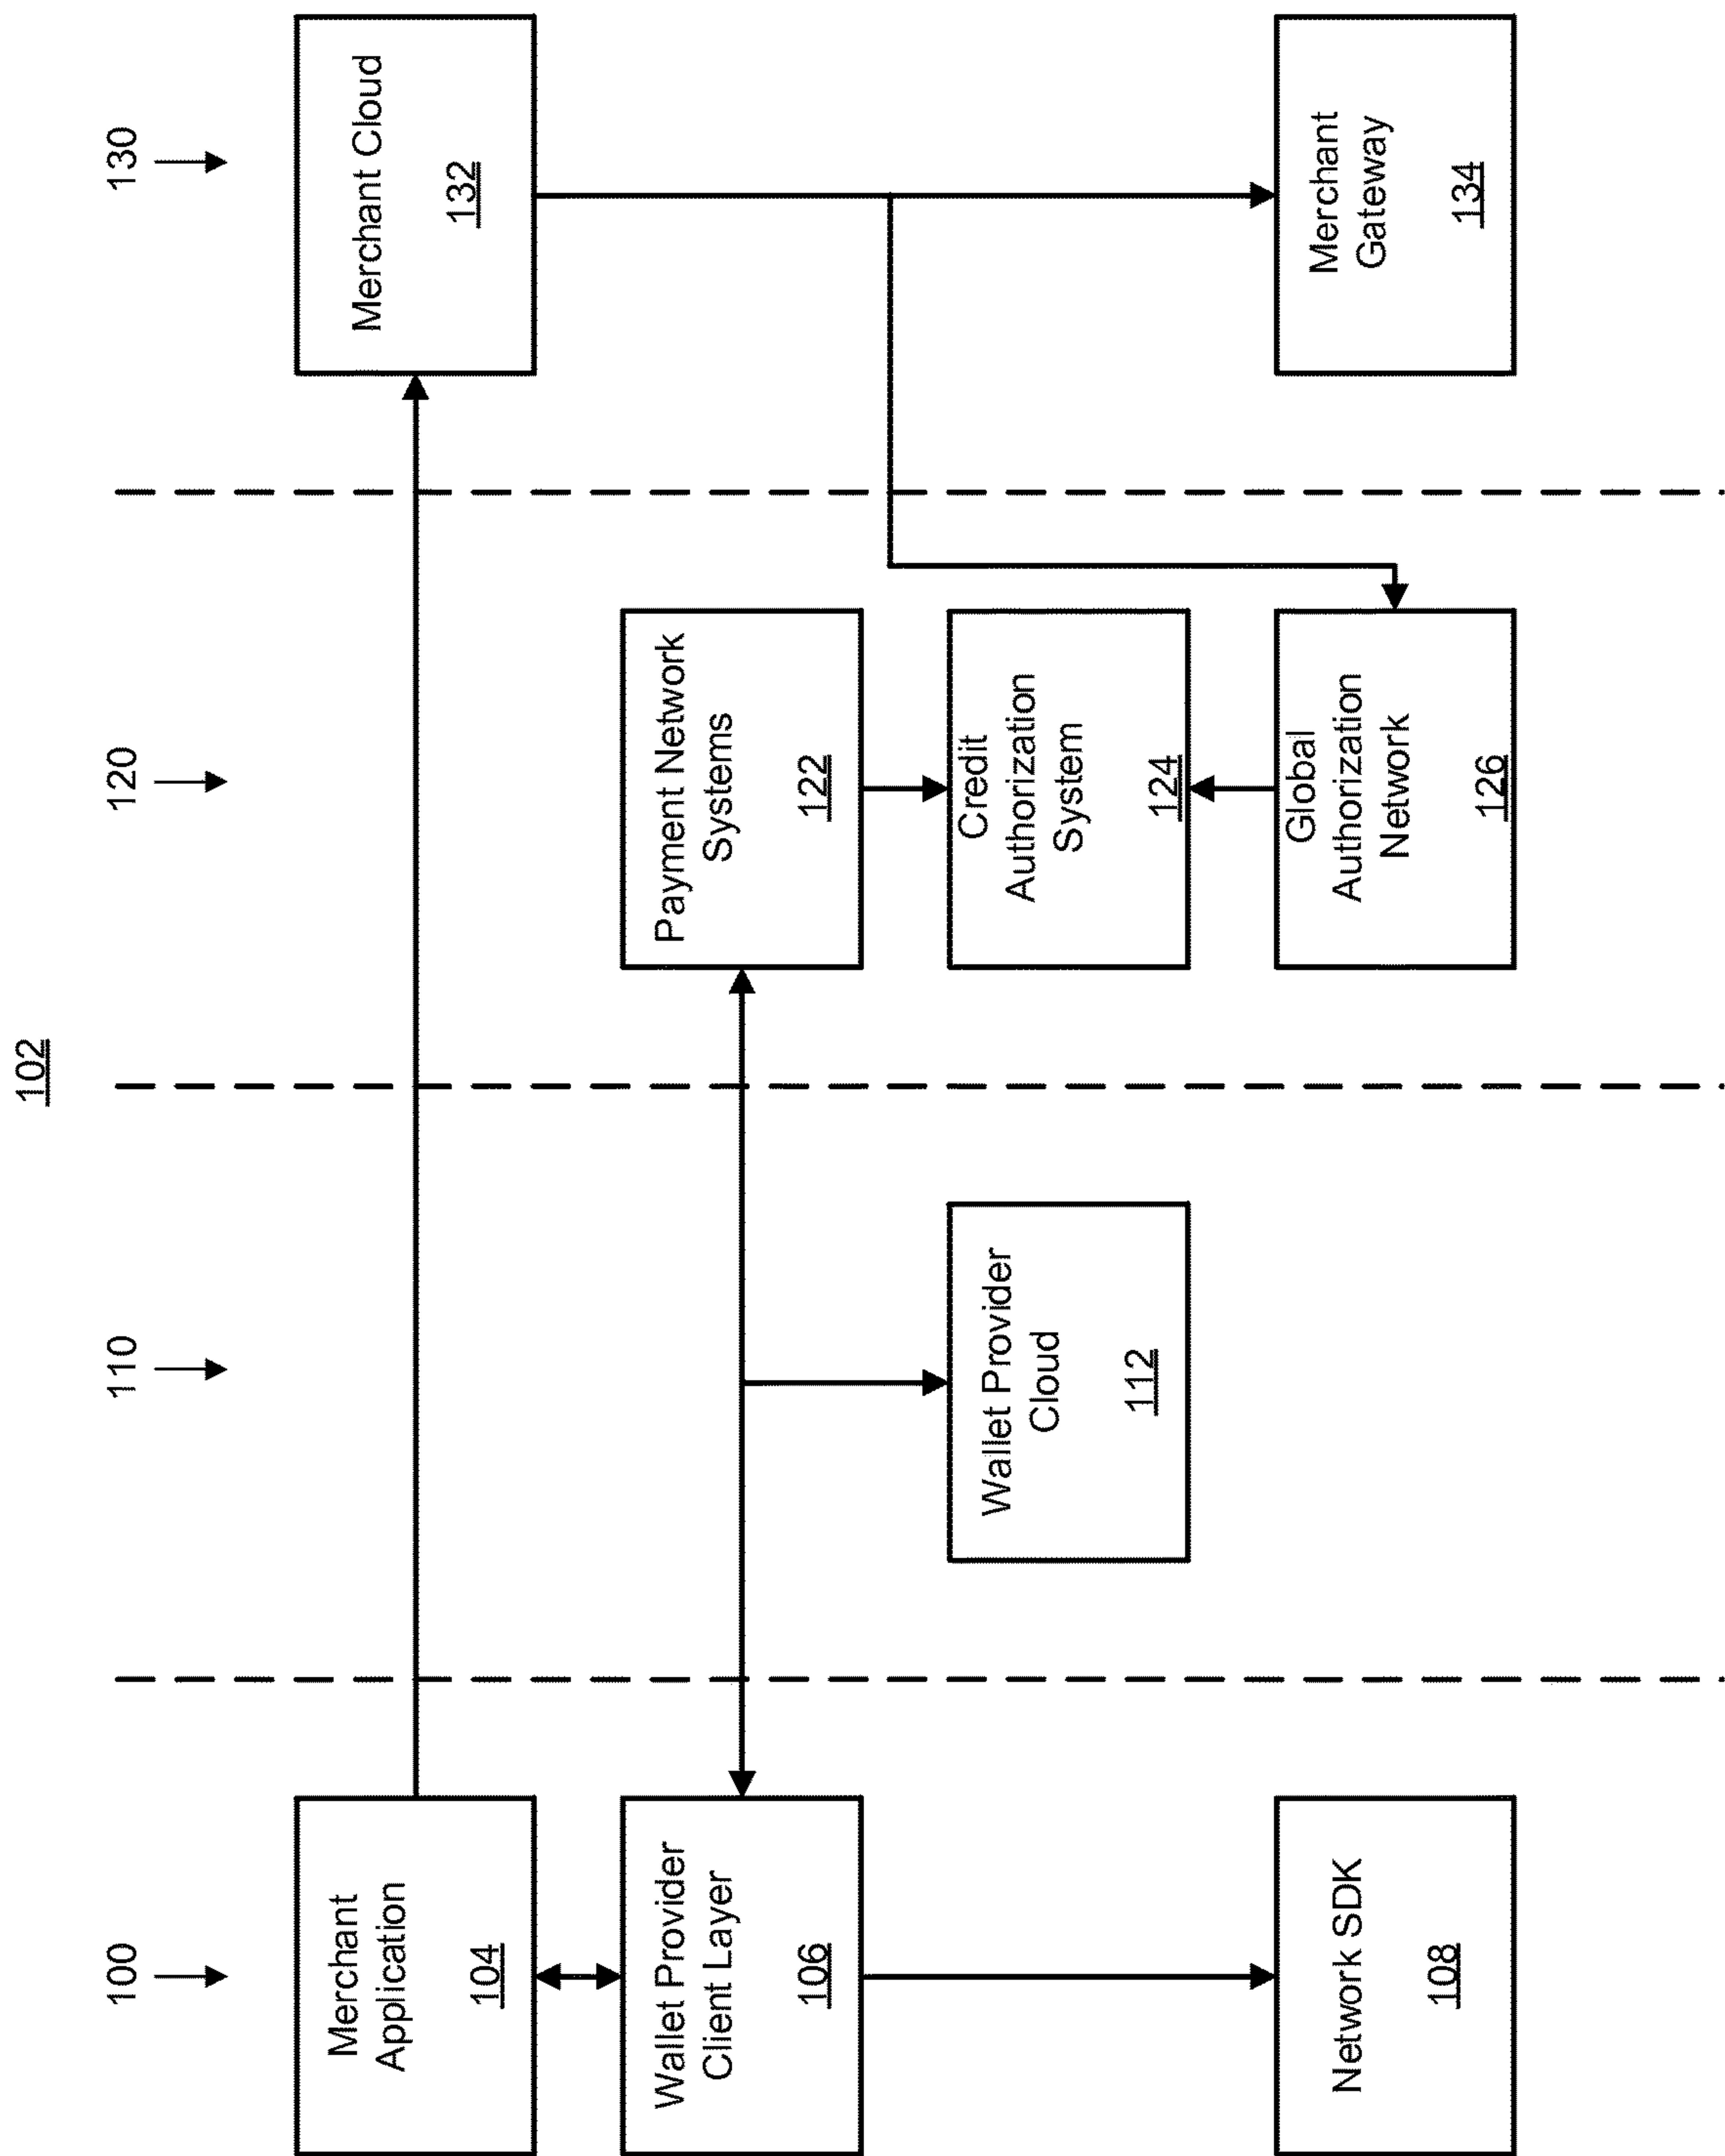 102
100
110
120
130
Merchant
Application
104
Wallet Provider
Client Layer
106
Network SDK
108
Wallet Provider
Cloud
112
Payment Network
Systems
122
Credit
Authorization
System
124
Global
Authorization
Network
126
Merchant Cloud
132
Merchant
Gateway
134